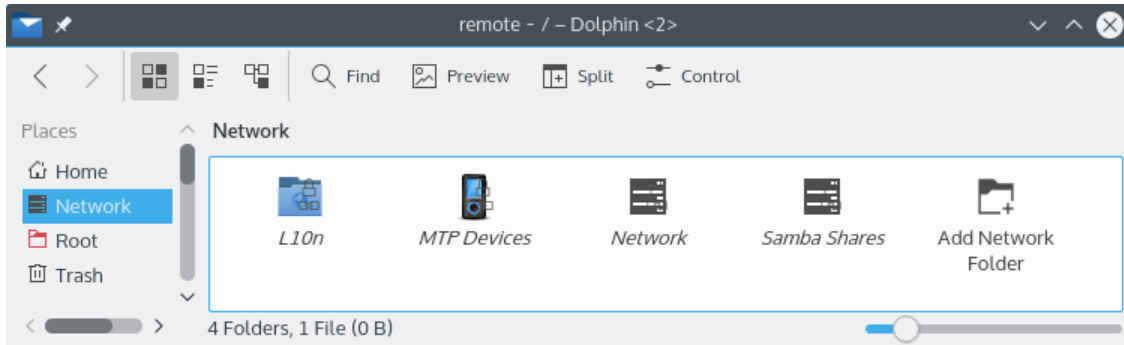 remote - / – Dolphin <2>
Find Preview Split Control
Places
Network
Home
Network
Root
Trash
L10n MTP Devices Network Samba Shares Add Network
Folder
4 Folders, 1 File (0 B)